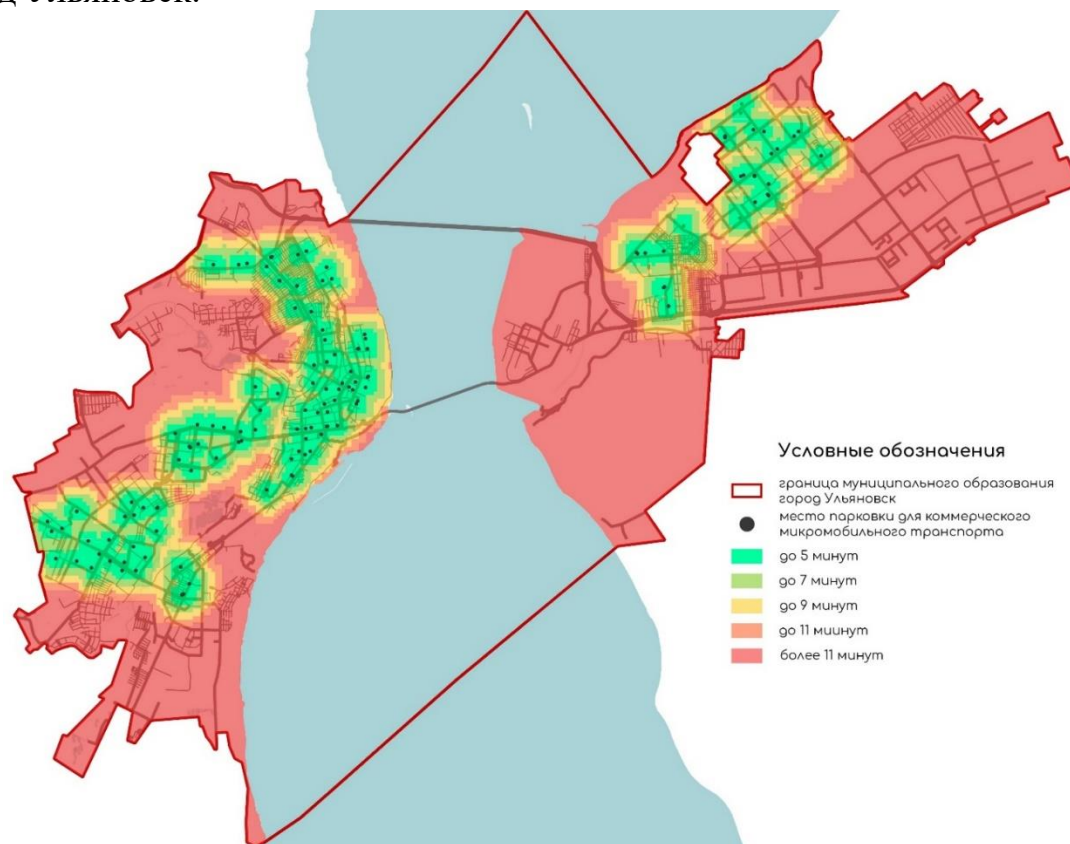 Ульяновск.
Условные обозначения
граница муниципального образования
город Ульяновск
место парковки для коммерческого
микромобильного транспорта
до 5 минут
до 7 минут
до 9 минут
до 11 миинут
более 11 минут